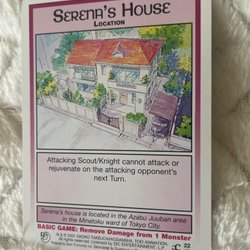 SERENA'S HOUSE
LOCATION
Attacking Scout/Knight cannot attack or
rejuvenate on the attacking opponent's
next Turn.
Serena's house is located in the Azabu Juuban area
in the Minatoku ward of Tokyo City.
BASIC GAME: Remove Damage from 1 Monster
22
C